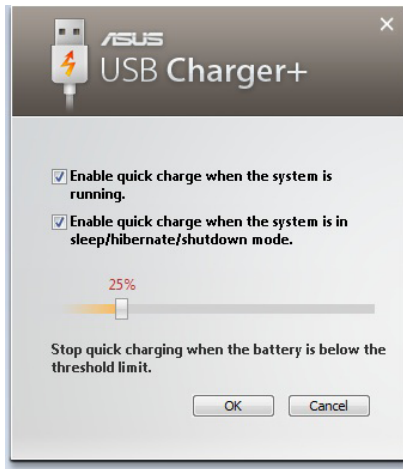 ASUS
USB Charger+
Enable quick charge when the system is
running.
Enable quick charge when the system is in
sleep/hibernate/shutdown mode.
25%
Stop quick charging when the battery is below the
threshold limit.
OK Cancel